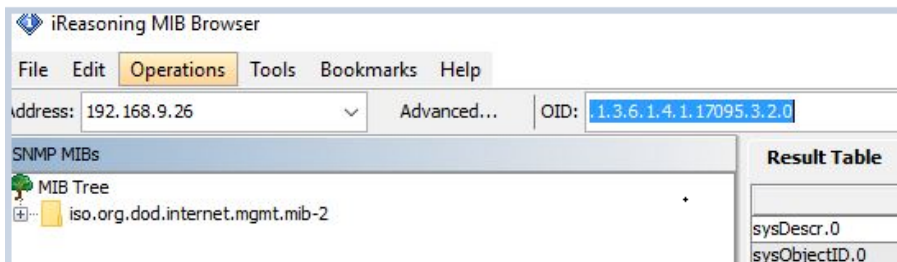 iReasoning MIB Browser
File Edit Operations Tools Bookmarks Help
Address: 192.168.9.26 Advanced... OID: .1.3.6.1.4.1.17095.3.2.0
SNMP MIBs
Result Table
MIB Tree
iso.org.dod.internet.mgmt.mib-2
sysDescr.0
sysObjectID.0